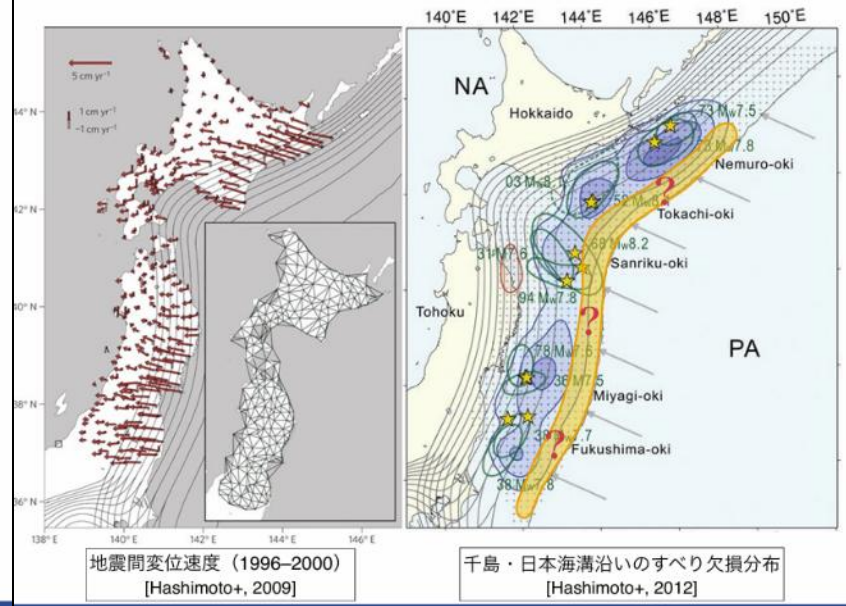 5 cm yr⁻¹
1 cm yr⁻¹
−1 cm yr⁻¹
44° N
42° N
40° N
38° N
36° N
138° E
140° E
142° E
144° E
146° E
地震間変位速度（1996–2000）
[Hashimoto+, 2009]
140°E
142°E
144°E
146°E
148°E
150°E
NA
Hokkaido
73 Mw7.5
Mw7.8
Nemuro-oki
03 Mw8.
?
Tokachi-oki
68 Mw8.2
Sanriku-oki
31 M7.6
94 Mw7.8
Tohoku
?
PA
78 Mw7.6
36 M7.5
Miyagi-oki
?
Fukushima-oki
38 Mw7.8
千島・日本海溝沿いのすべり欠損分布
[Hashimoto+, 2012]